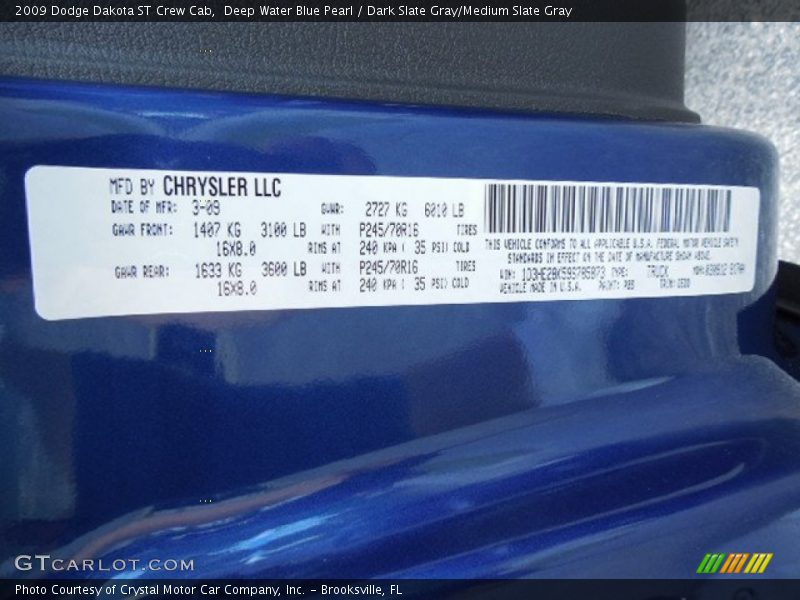 2009 Dodge Dakota ST Crew Cab,  Deep Water Blue Pearl / Dark Slate Gray/Medium Slate Gray
MFD BY CHRYSLER LLC
DATE OF MFR: 3-09 GVWR: 2727 KG 6010 LB
GAWR FRONT: 1407 KG 3100 LB WITH P245/70R16 TIRES
16X8.0 RIMS AT 240 KPA ( 35 PSI) COLD
GAWR REAR: 1633 KG 3600 LB WITH P245/70R16 TIRES
16X8.0 RIMS AT 240 KPA ( 35 PSI) COLD
THIS VEHICLE CONFORMS TO ALL APPLICABLE U.S.A. FEDERAL MOTOR VEHICLE SAFETY
STANDARDS IN EFFECT ON THE DATE OF MANUFACTURE SHOWN ABOVE.
VIN: TYPE: TRUCK MDH:
VEHICLE MADE IN U.S.A. PAINT: PB5 TRIM:
GTCARLOT.COM
Photo Courtesy of Crystal Motor Car Company, Inc. – Brooksville, FL